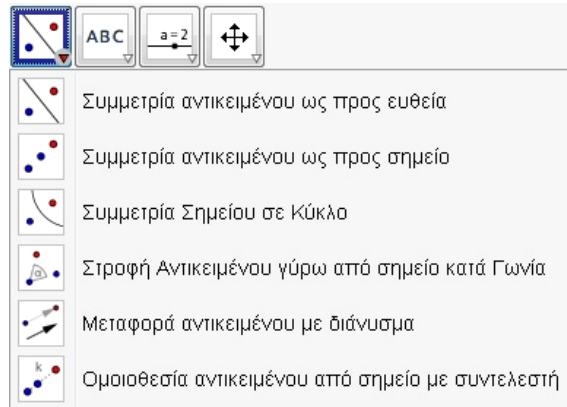 ABC a=2
Συμμετρία αντικειμένου ως προς ευθεία
Συμμετρία αντικειμένου ως προς σημείο
Συμμετρία Σημείου σε Κύκλο
α Στροφή Αντικειμένου γύρω από σημείο κατά Γωνία
Μεταφορά αντικειμένου με διάνυσμα
k Ομοιοθεσία αντικειμένου από σημείο με συντελεστή